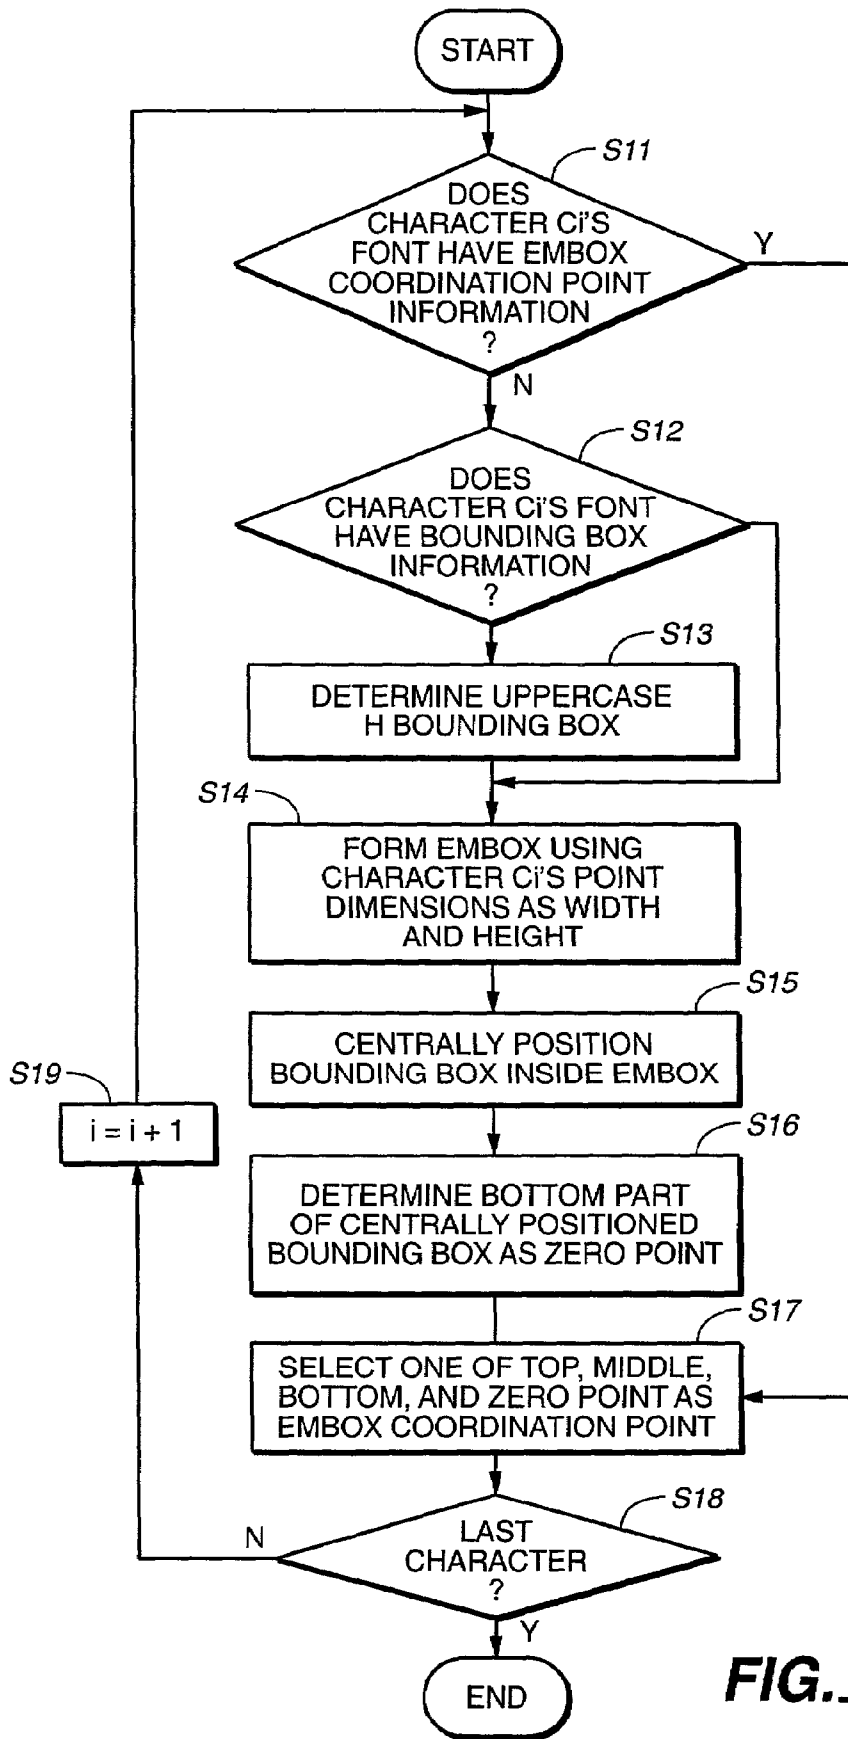 START
S11
DOES
CHARACTER Ci'S
FONT HAVE EMBOX
COORDINATION POINT
INFORMATION
?
Y
N
S12
DOES
CHARACTER Ci'S FONT
HAVE BOUNDING BOX
INFORMATION
?
S13
DETERMINE UPPERCASE
H BOUNDING BOX
S14
FORM EMBOX USING
CHARACTER Ci'S POINT
DIMENSIONS AS WIDTH
AND HEIGHT
S15
CENTRALLY POSITION
BOUNDING BOX INSIDE EMBOX
S19
i = i + 1
S16
DETERMINE BOTTOM PART
OF CENTRALLY POSITIONED
BOUNDING BOX AS ZERO POINT
S17
SELECT ONE OF TOP, MIDDLE,
BOTTOM, AND ZERO POINT AS
EMBOX COORDINATION POINT
S18
N
LAST
CHARACTER
?
Y
END
FIG.